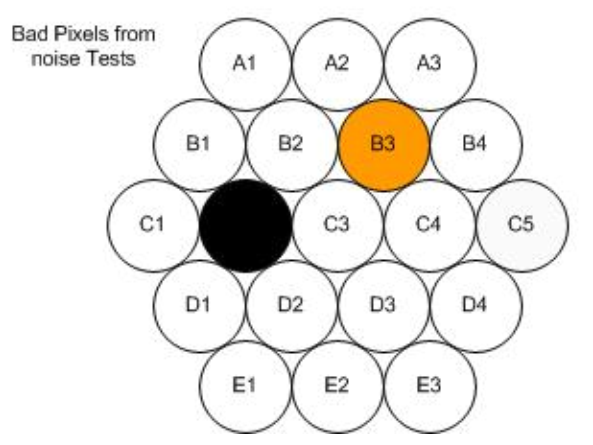 Bad Pixels from
noise Tests
A1 A2 A3
B1 B2 B3 B4
C1 C3 C4 C5
D1 D2 D3 D4
E1 E2 E3